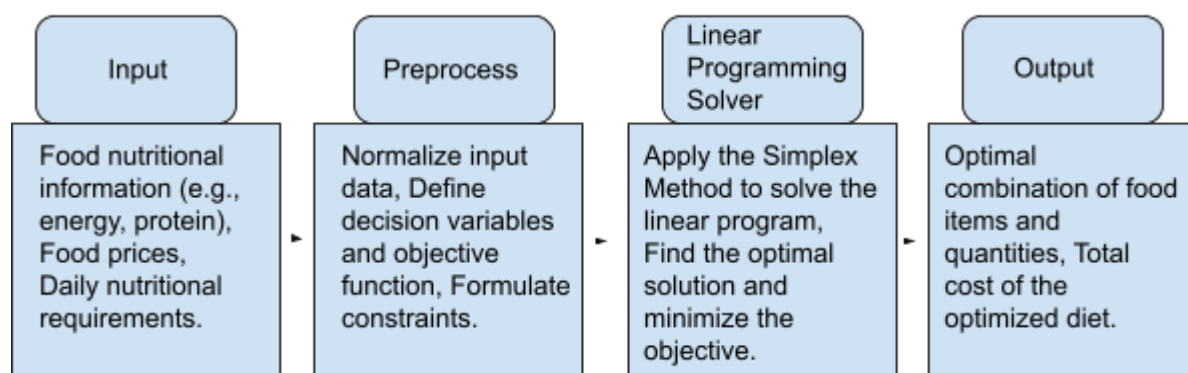 Input
Food nutritional
information (e.g.,
energy, protein),
Food prices,
Daily nutritional
requirements.
Preprocess
Normalize input
data, Define
decision variables
and objective
function, Formulate
constraints.
Linear
Programming
Solver
Apply the Simplex
Method to solve the
linear program,
Find the optimal
solution and
minimize the
objective.
Output
Optimal
combination of food
items and
quantities, Total
cost of the
optimized diet.